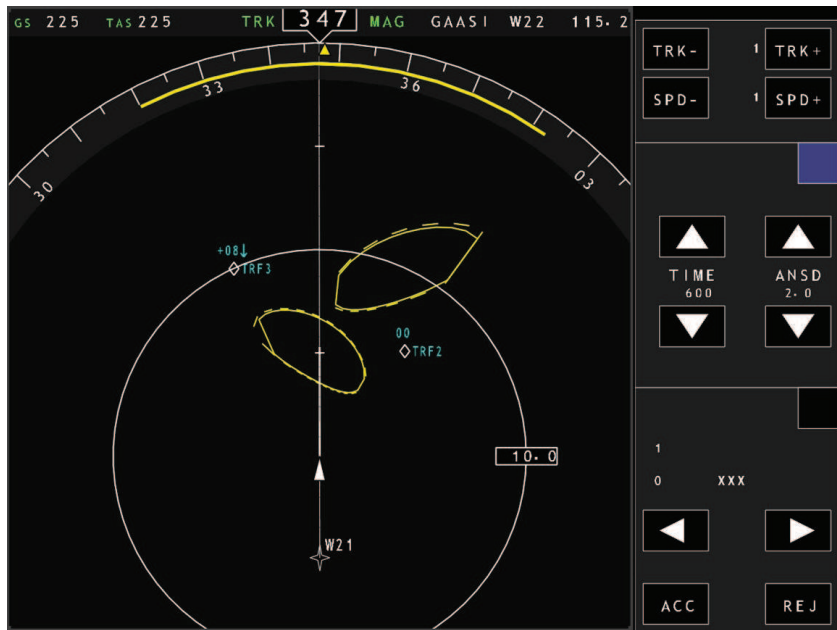 GS 225 TAS 225 TRK 347 MAG GAASI W22 115.2
33
36
30
03
+08↓
TRF3
00
TRF2
10.0
W21
TRK- 1 TRK+
SPD- 1 SPD+
TIME ANSD
600 2.0
1
0 XXX
ACC REJ